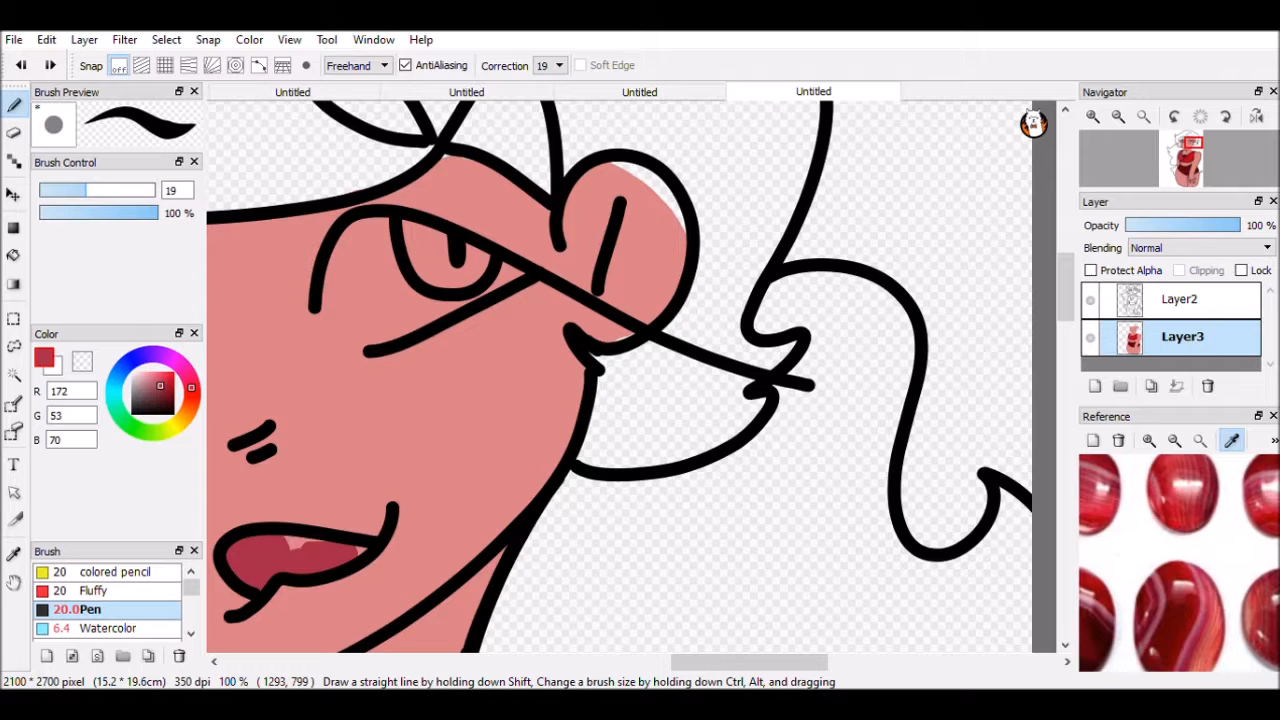 File Edit Layer Filter Select Snap Color View Tool Window Help
Snap off Freehand AntiAliasing Correction 19 Soft Edge
Brush Preview
Untitled Untitled Untitled Untitled
Navigator
*
Brush Control
19
100 %
Layer
Opacity 100 %
Blending Normal
Protect Alpha Clipping Lock
Layer2
Layer3
Color
R 172
G 53
B 70
Reference
Brush
20 colored pencil
20 Fluffy
20.0 Pen
6.4 Watercolor
2100 * 2700 pixel (15.2 * 19.6cm) 350 dpi 100 % ( 1293, 799 ) Draw a straight line by holding down Shift, Change a brush size by holding down Ctrl, Alt, and dragging